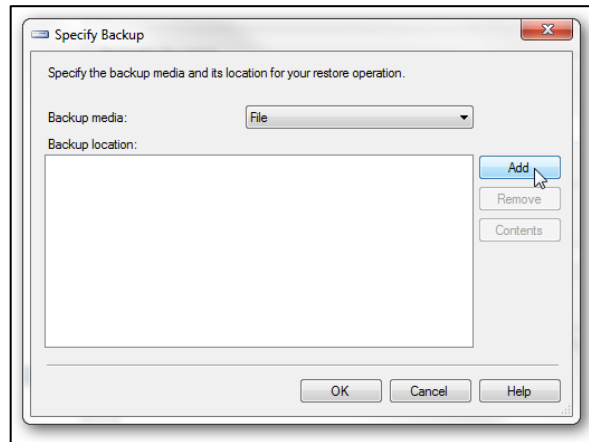 Specify Backup
Specify the backup media and its location for your restore operation.
Backup media: File
Backup location:
Add
Remove
Contents
OK Cancel Help